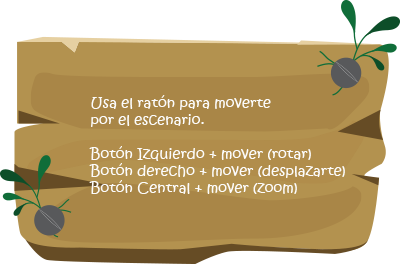 Usa el ratón para moverte
por el escenario.
Botón Izquierdo + mover (rotar)
Botón derecho + mover (desplazarte)
Botón Central + mover (zoom)